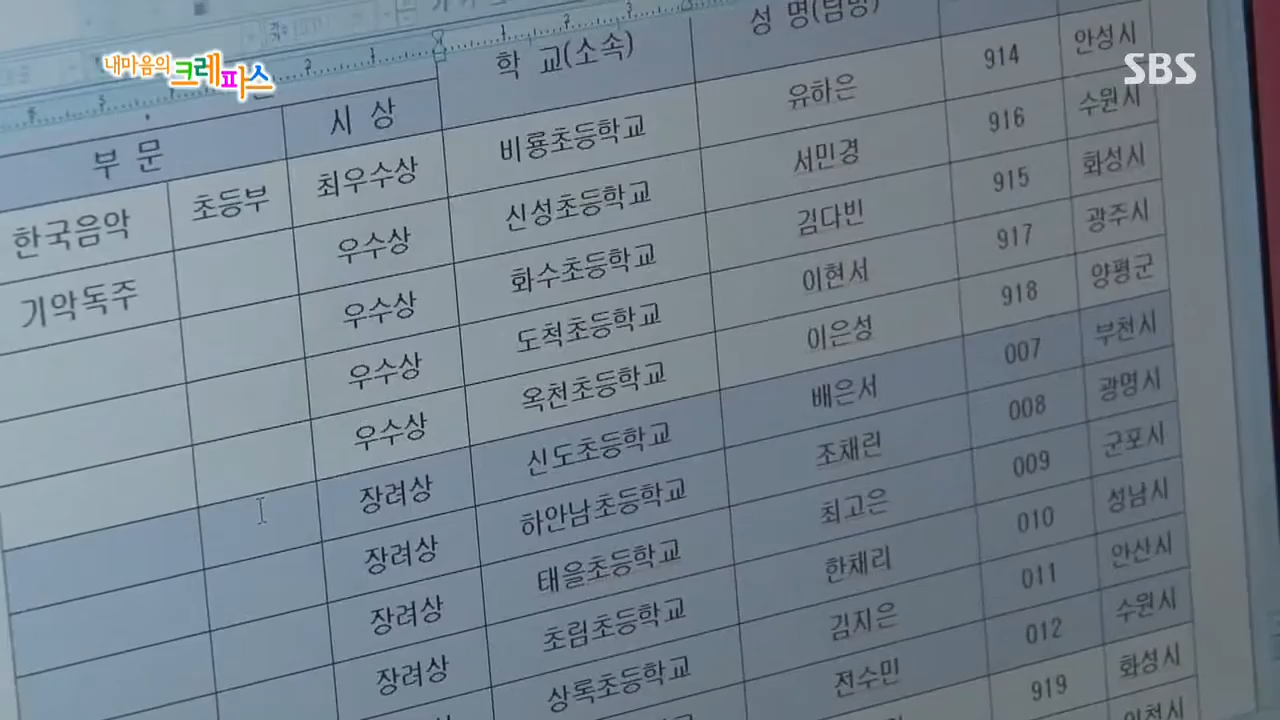 내마음의 크레파스
SBS
부 문 시 상 학 교(소속) 성 명(팀명)
한국음악 초등부 최우수상 비룡초등학교 유하은 914 안성시
기악독주 우수상 신성초등학교 서민경 916 수원시
우수상 화수초등학교 김다빈 915 화성시
우수상 도척초등학교 이현서 917 광주시
우수상 옥천초등학교 이은성 918 양평군
장려상 신도초등학교 배은서 007 부천시
장려상 하안남초등학교 조채린 008 광명시
장려상 태을초등학교 최고은 009 군포시
장려상 초림초등학교 한채리 010 성남시
상록초등학교 김지은 011 안산시
전수민 012 수원시
919 화성시